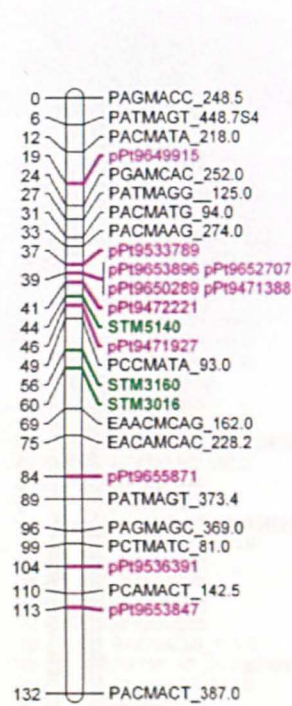 0 PAGMACC_248.5
6 PATMAGT_448.7S4
12 PACMATA_218.0
19 pPt9649915
24 PGAMCAC_252.0
27 PATMAGG__125.0
31 PACMATG_94.0
33 PACMAAG_274.0
37 pPt9533789
39 pPt9653896 pPt9652707
pPt9650289 pPt9471388
41 pPt9472221
44 STM5140
46 pPt9471927
49 PCCMATA_93.0
56 STM3160
60 STM3016
69 EAACMCAG_162.0
75 EACAMCAC_228.2
84 pPt9655871
89 PATMAGT_373.4
96 PAGMAGC_369.0
99 PCTMATC_81.0
104 pPt9536391
110 PCAMACT_142.5
113 pPt9653847
132 PACMACT_387.0